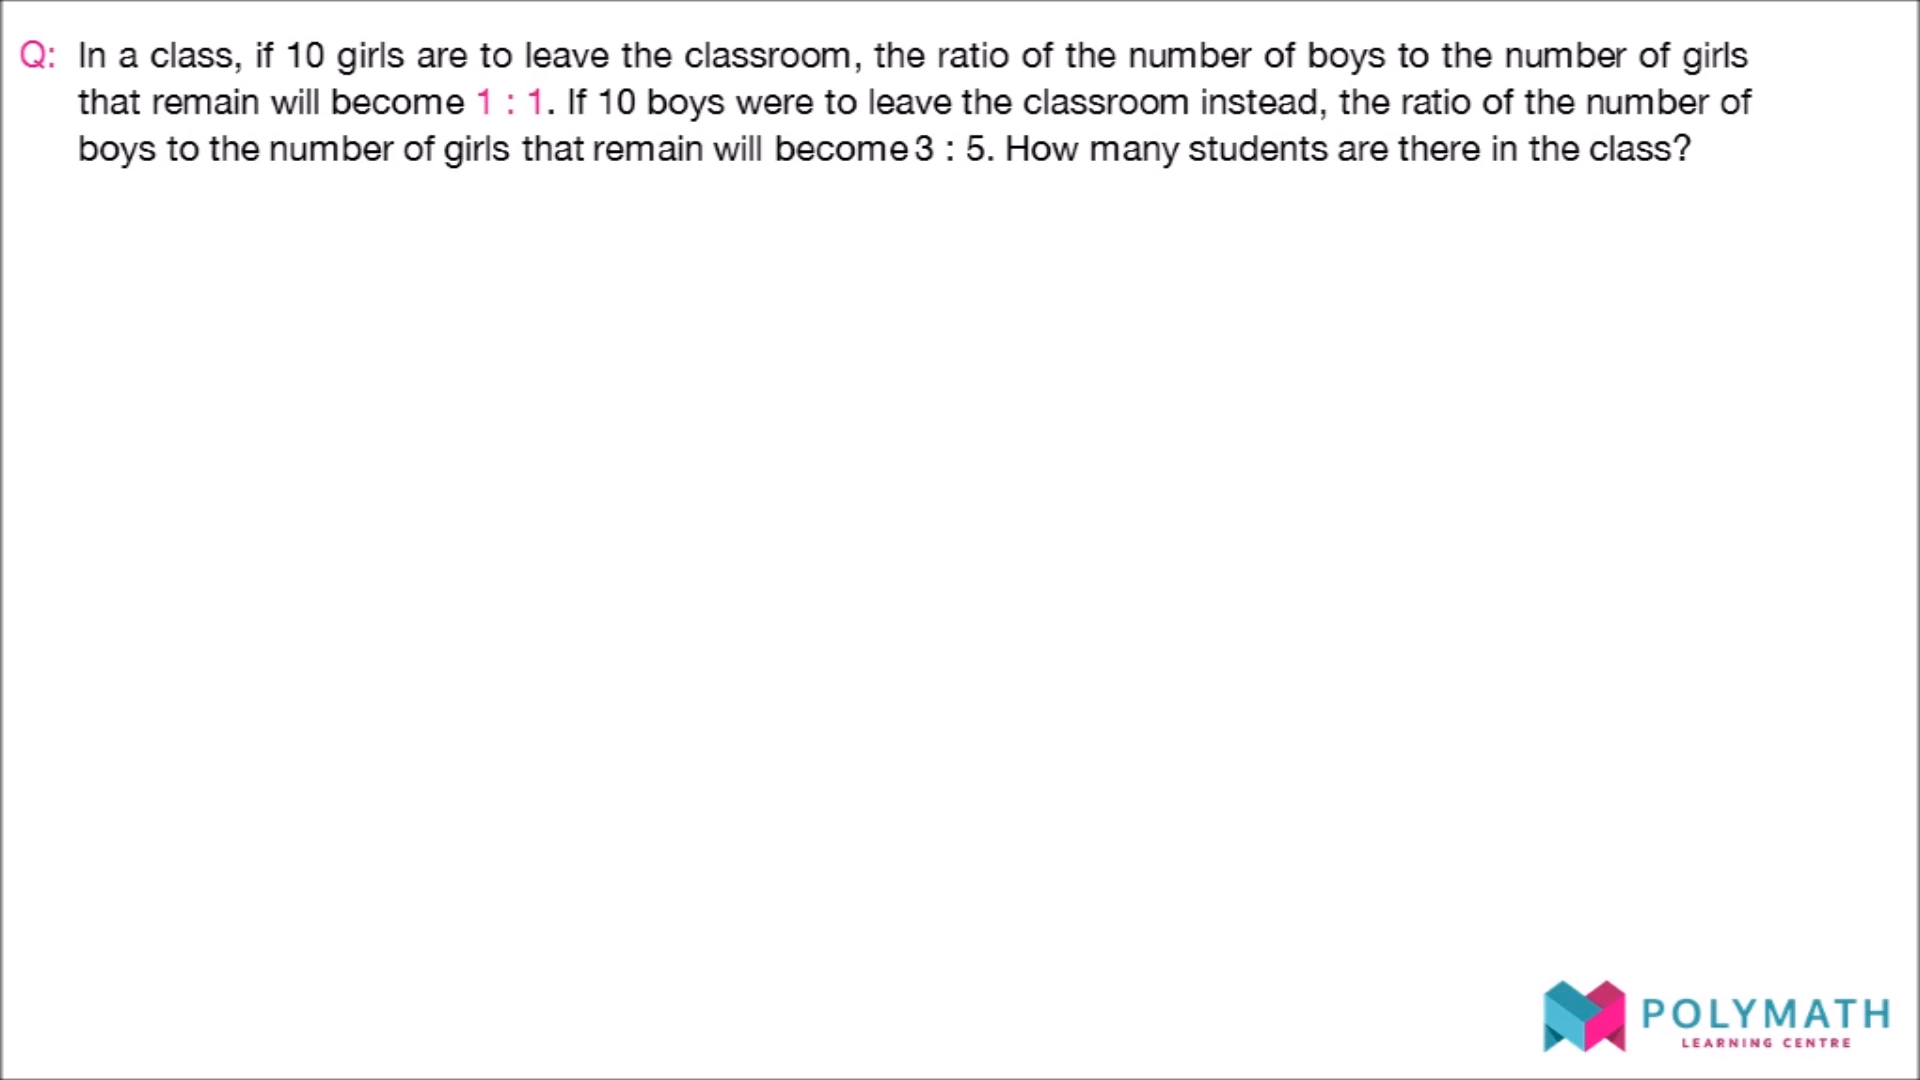 Q: In a class, if 10 girls are to leave the classroom, the ratio of the number of boys to the number of girls
that remain will become 1 : 1. If 10 boys were to leave the classroom instead, the ratio of the number of
boys to the number of girls that remain will become 3 : 5. How many students are there in the class?
POLYMATH
LEARNING CENTRE